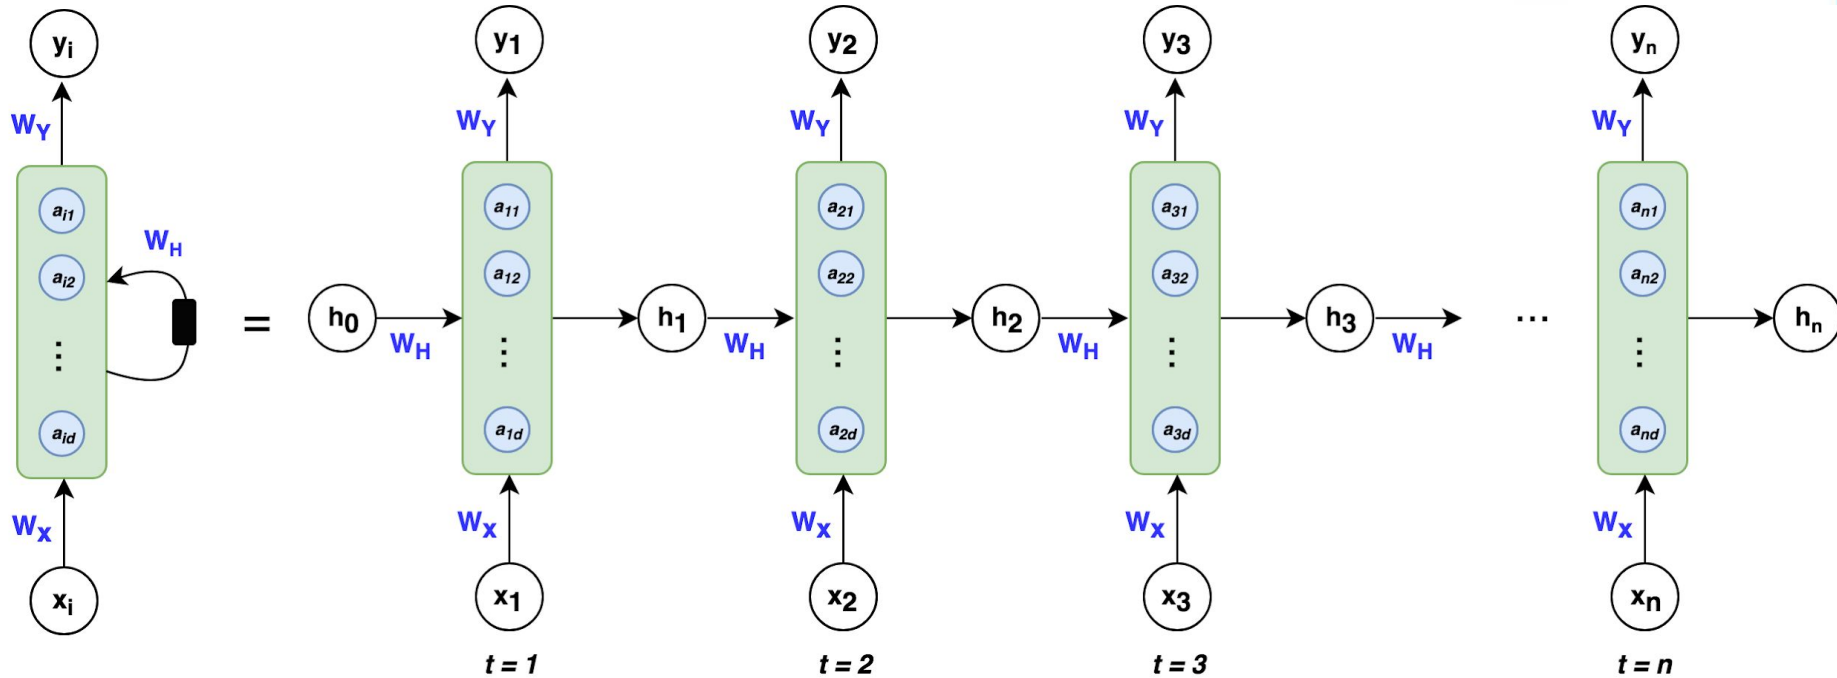 yi y1 y2 y3 yn
WY WY WY WY WY
ai1 a11 a21 a31 an1
WH
ai2 a12 a22 a32 an2
= h0 h1 h2 h3 ... hn
WH WH WH WH
⋮ ⋮ ⋮ ⋮ ⋮
aid a1d a2d a3d and
WX WX WX WX WX
xi x1 x2 x3 xn
t = 1 t = 2 t = 3 t = n